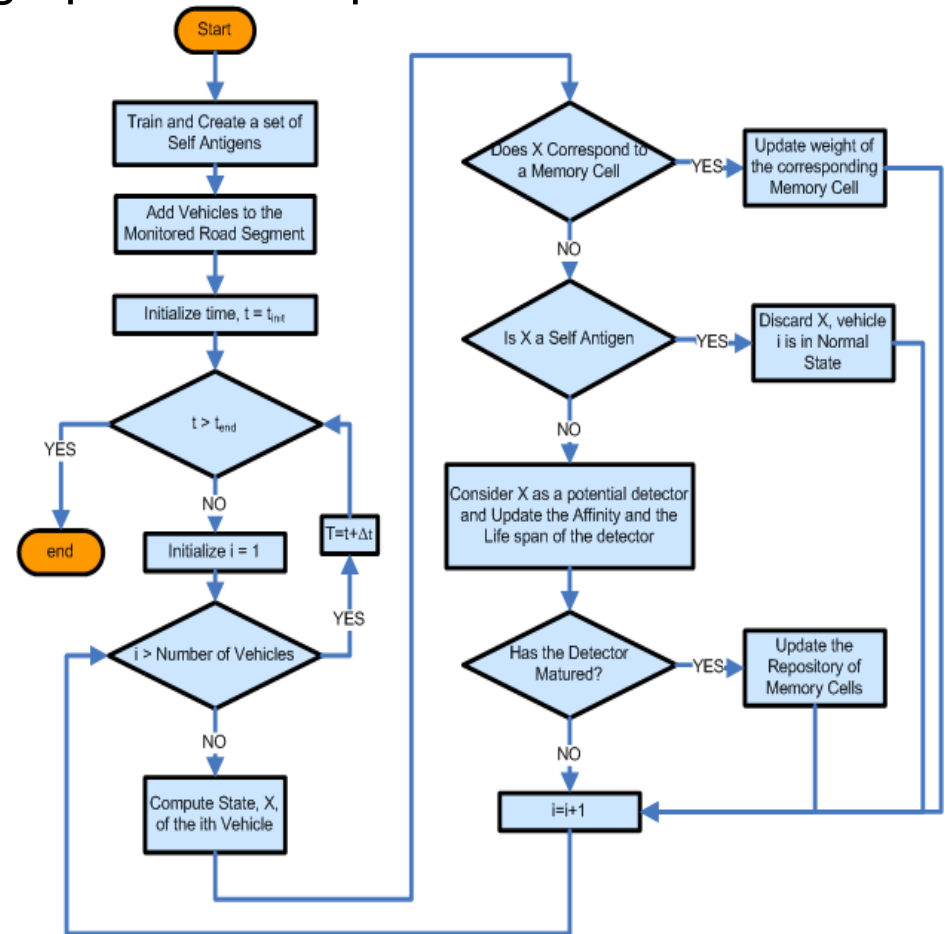 Start
Train and Create a set of
Self Antigens
Add Vehicles to the
Monitored Road Segment
Initialize time, t = tinit
t > tend
YES
NO
end
Initialize i = 1
T=t+Δt
YES
i > Number of Vehicles
NO
Compute State, X,
of the ith Vehicle
Does X Correspond to
a Memory Cell
YES
Update weight of
the corresponding
Memory Cell
NO
Is X a Self Antigen
YES
Discard X, vehicle
i is in Normal
State
NO
Consider X as a potential detector
and Update the Affinity and the
Life span of the detector
Has the Detector
Matured?
YES
Update the
Repository of
Memory Cells
NO
i=i+1